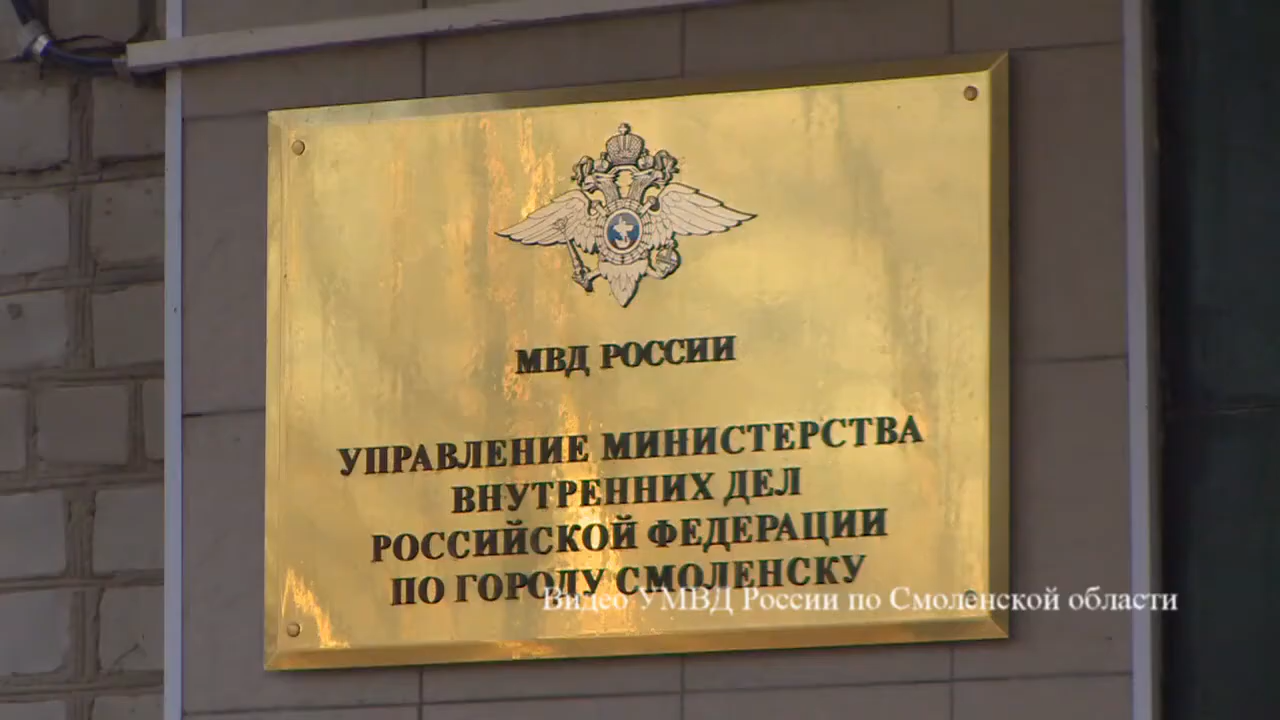 МВД РОССИИ
УПРАВЛЕНИЕ МИНИСТЕРСТВА
ВНУТРЕННИХ ДЕЛ
РОССИЙСКОЙ ФЕДЕРАЦИИ
ПО ГОРОДУ СМОЛЕНСКУ
Видео УМВД России по Смоленской области